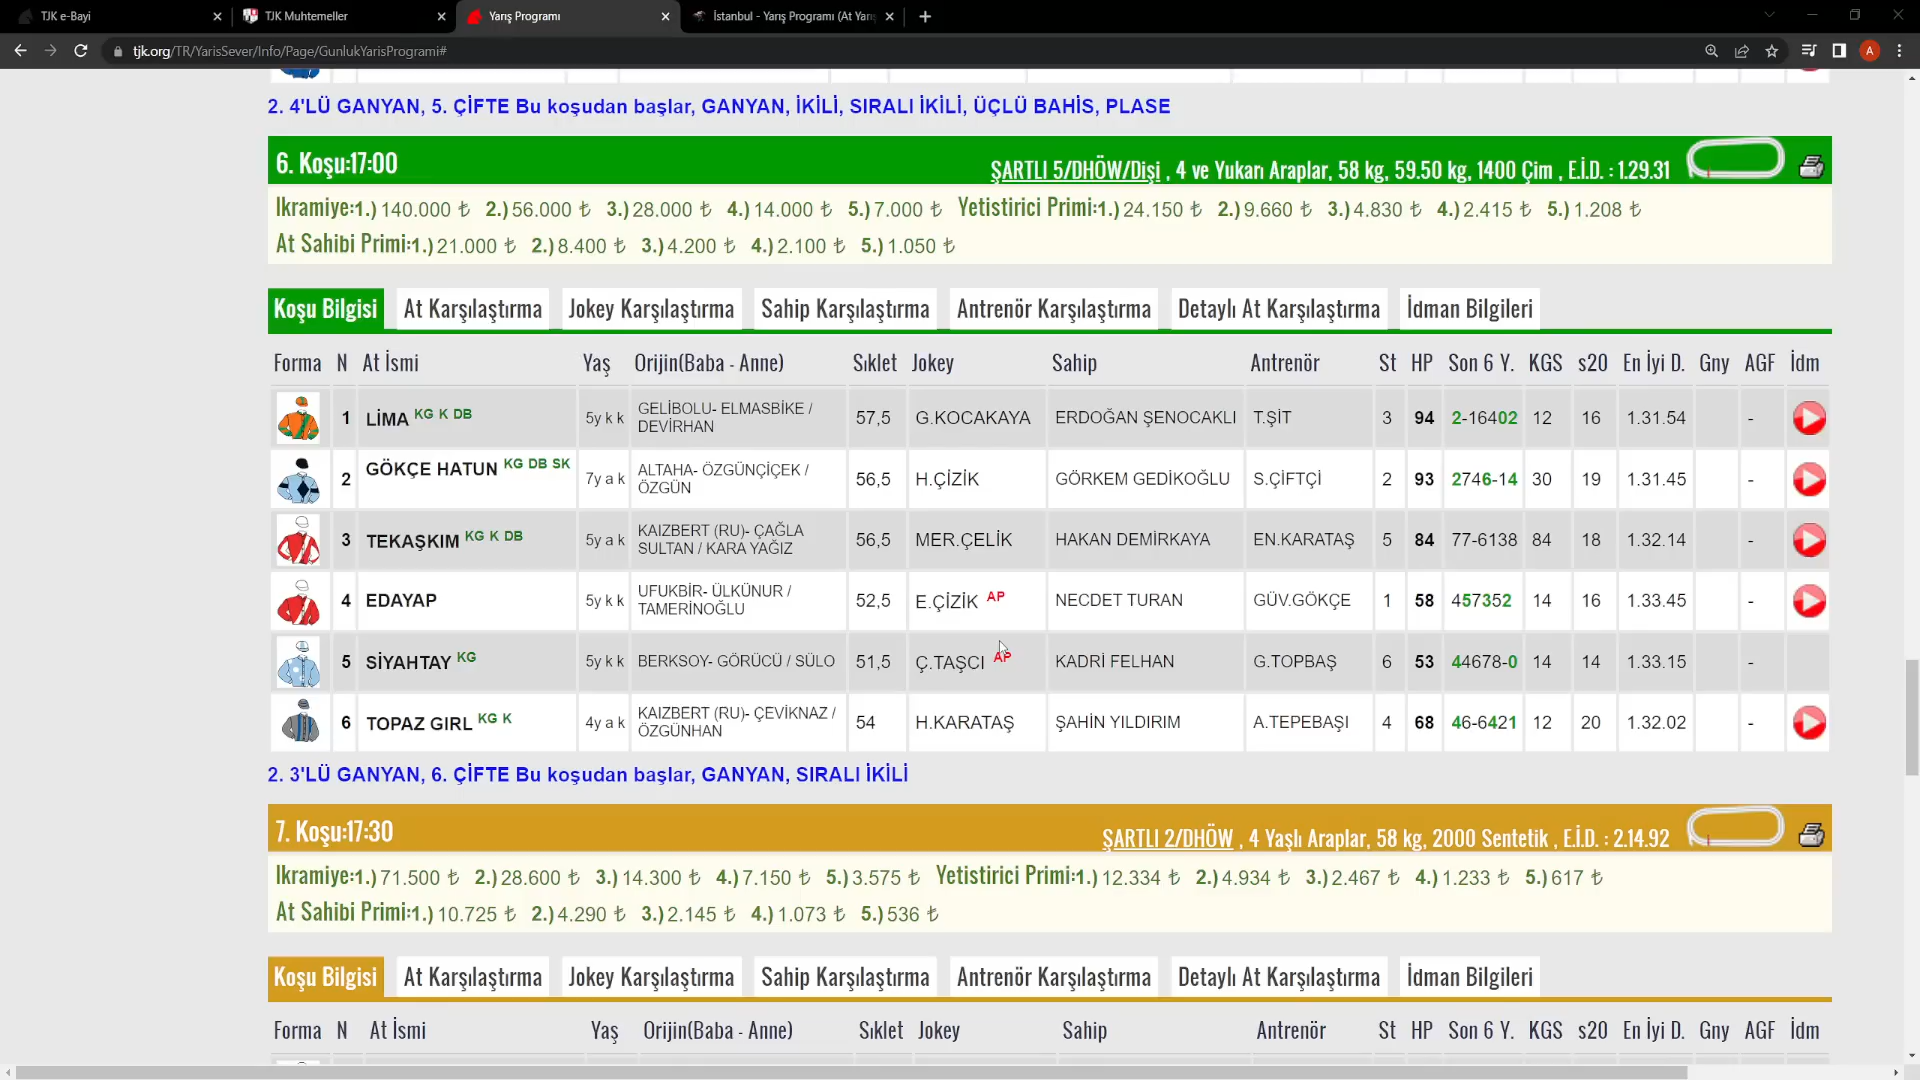 TJK e-Bayi
TJK Muhtemeller
Yarış Programı
İstanbul - Yarış Programı (At Yarış
tjk.org/TR/YarisSever/Info/Page/GunlukYarisProgrami#
A
2. 4'LÜ GANYAN, 5. ÇİFTE Bu koşudan başlar, GANYAN, İKİLİ, SIRALI İKİLİ, ÜÇLÜ BAHİS, PLASE
6. Koşu:17:00
ŞARTLI 5/DHÖW/Dişi , 4 ve Yukarı Araplar, 58 kg, 59.50 kg, 1400 Çim , E.İ.D. : 1.29.31
Ikramiye:1.) 140.000 ₺ 2.) 56.000 ₺ 3.) 28.000 ₺ 4.) 14.000 ₺ 5.) 7.000 ₺ Yetistirici Primi:1.) 24.150 ₺ 2.) 9.660 ₺ 3.) 4.830 ₺ 4.) 2.415 ₺ 5.) 1.208 ₺
At Sahibi Primi:1.) 21.000 ₺ 2.) 8.400 ₺ 3.) 4.200 ₺ 4.) 2.100 ₺ 5.) 1.050 ₺
Koşu Bilgisi At Karşılaştırma Jokey Karşılaştırma Sahip Karşılaştırma Antrenör Karşılaştırma Detaylı At Karşılaştırma İdman Bilgileri
Forma N At İsmi Yaş Orijin(Baba - Anne) Sıklet Jokey Sahip Antrenör St HP Son 6 Y. KGS s20 En İyi D. Gny AGF İdm
1 LİMA KG K DB 5y k k GELİBOLU- ELMASBİKE / DEVİRHAN 57,5 G.KOCAKAYA ERDOĞAN ŞENOCAKLI T.ŞİT 3 94 2-16402 12 16 1.31.54 -
2 GÖKÇE HATUN KG DB SK 7y a k ALTAHA- ÖZGÜNÇİÇEK / ÖZGÜN 56,5 H.ÇİZİK GÖRKEM GEDİKOĞLU S.ÇİFTÇİ 2 93 2746-14 30 19 1.31.45 -
3 TEKAŞKIM KG K DB 5y a k KAIZBERT (RU)- ÇAĞLA SULTAN / KARA YAĞIZ 56,5 MER.ÇELİK HAKAN DEMİRKAYA EN.KARATAŞ 5 84 77-6138 84 18 1.32.14 -
4 EDAYAP 5y k k UFUKBİR- ÜLKÜNUR / TAMERİNOĞLU 52,5 E.ÇİZİK AP NECDET TURAN GÜV.GÖKÇE 1 58 457352 14 16 1.33.45 -
5 SİYAHTAY KG 5y k k BERKSOY- GÖRÜCÜ / SÜLO 51,5 Ç.TAŞCI AP KADRİ FELHAN G.TOPBAŞ 6 53 44678-0 14 14 1.33.15 -
6 TOPAZ GIRL KG K 4y a k KAIZBERT (RU)- ÇEVİKNAZ / ÖZGÜNHAN 54 H.KARATAŞ ŞAHİN YILDIRIM A.TEPEBAŞI 4 68 46-6421 12 20 1.32.02 -
2. 3'LÜ GANYAN, 6. ÇİFTE Bu koşudan başlar, GANYAN, SIRALI İKİLİ
7. Koşu:17:30
ŞARTLI 2/DHÖW , 4 Yaşlı Araplar, 58 kg, 2000 Sentetik , E.İ.D. : 2.14.92
Ikramiye:1.) 71.500 ₺ 2.) 28.600 ₺ 3.) 14.300 ₺ 4.) 7.150 ₺ 5.) 3.575 ₺ Yetistirici Primi:1.) 12.334 ₺ 2.) 4.934 ₺ 3.) 2.467 ₺ 4.) 1.233 ₺ 5.) 617 ₺
At Sahibi Primi:1.) 10.725 ₺ 2.) 4.290 ₺ 3.) 2.145 ₺ 4.) 1.073 ₺ 5.) 536 ₺
Koşu Bilgisi At Karşılaştırma Jokey Karşılaştırma Sahip Karşılaştırma Antrenör Karşılaştırma Detaylı At Karşılaştırma İdman Bilgileri
Forma N At İsmi Yaş Orijin(Baba - Anne) Sıklet Jokey Sahip Antrenör St HP Son 6 Y. KGS s20 En İyi D. Gny AGF İdm